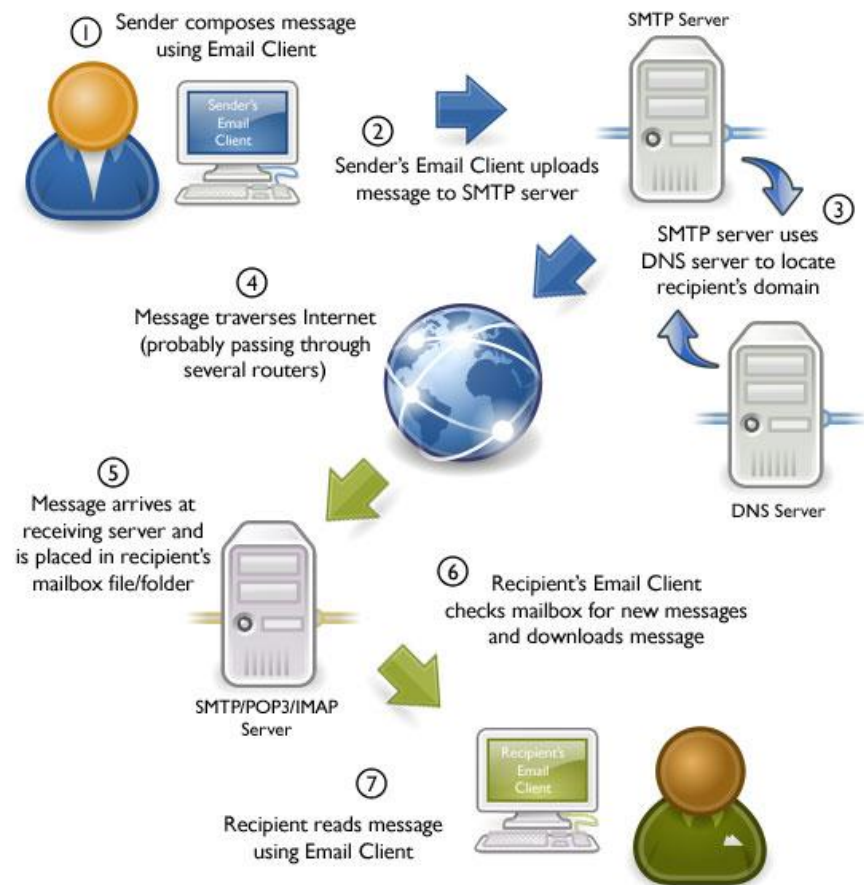 ①
Sender composes message
using Email Client
Sender's
Email
Client
②
Sender's Email Client uploads
message to SMTP server
SMTP Server
③
SMTP server uses
DNS server to locate
recipient's domain
DNS Server
④
Message traverses Internet
(probably passing through
several routers)
⑤
Message arrives at
receiving server and
is placed in recipient's
mailbox file/folder
SMTP/POP3/IMAP
Server
⑥
Recipient's Email Client
checks mailbox for new messages
and downloads message
Recipient's
Email
Client
⑦
Recipient reads message
using Email Client